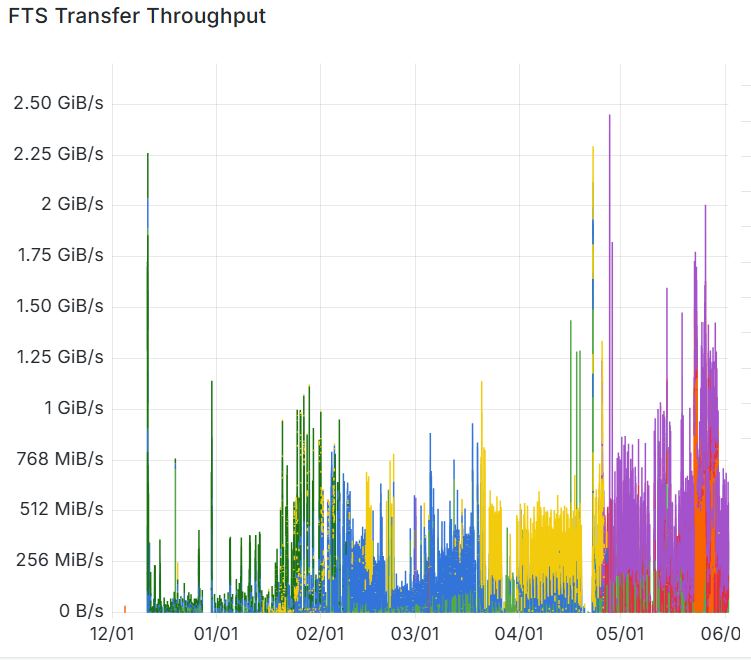 FTS Transfer Throughput
2.50 GiB/s
2.25 GiB/s
2 GiB/s
1.75 GiB/s
1.50 GiB/s
1.25 GiB/s
1 GiB/s
768 MiB/s
512 MiB/s
256 MiB/s
0 B/s
12/01 01/01 02/01 03/01 04/01 05/01 06/0